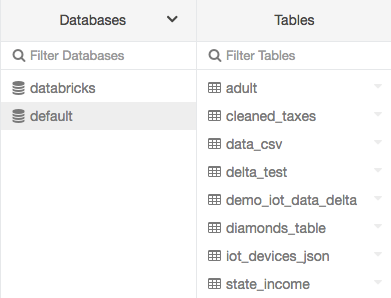 Databases
Filter Databases
databricks
default
Tables
Filter Tables
adult
cleaned_taxes
data_csv
delta_test
demo_iot_data_delta
diamonds_table
iot_devices_json
state_income